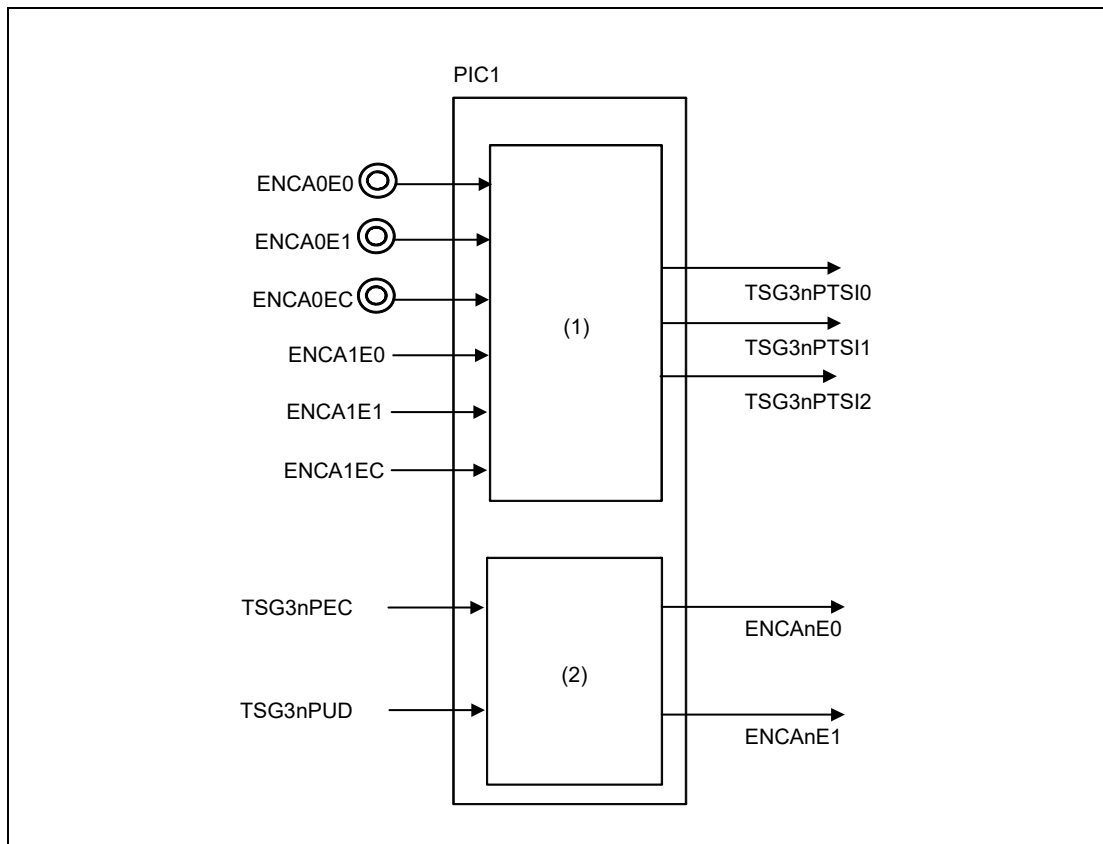 PIC1
ENCA0E0
ENCA0E1
ENCA0EC
ENCA1E0
ENCA1E1
ENCA1EC
(1)
TSG3nPTSI0
TSG3nPTSI1
TSG3nPTSI2
TSG3nPEC
TSG3nPUD
(2)
ENCAnE0
ENCAnE1